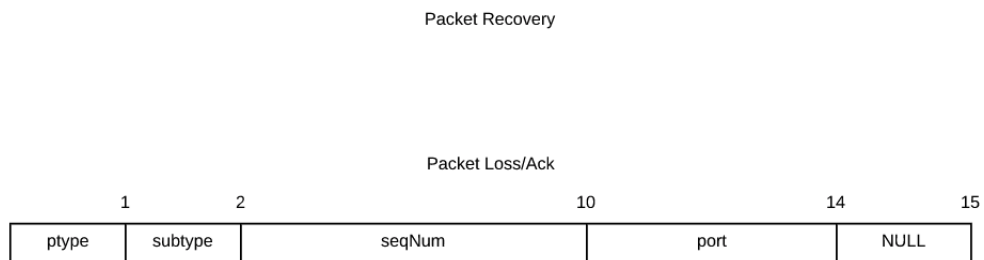 Packet Recovery
Packet Loss/Ack
1 2 10 14 15
ptype subtype seqNum port NULL